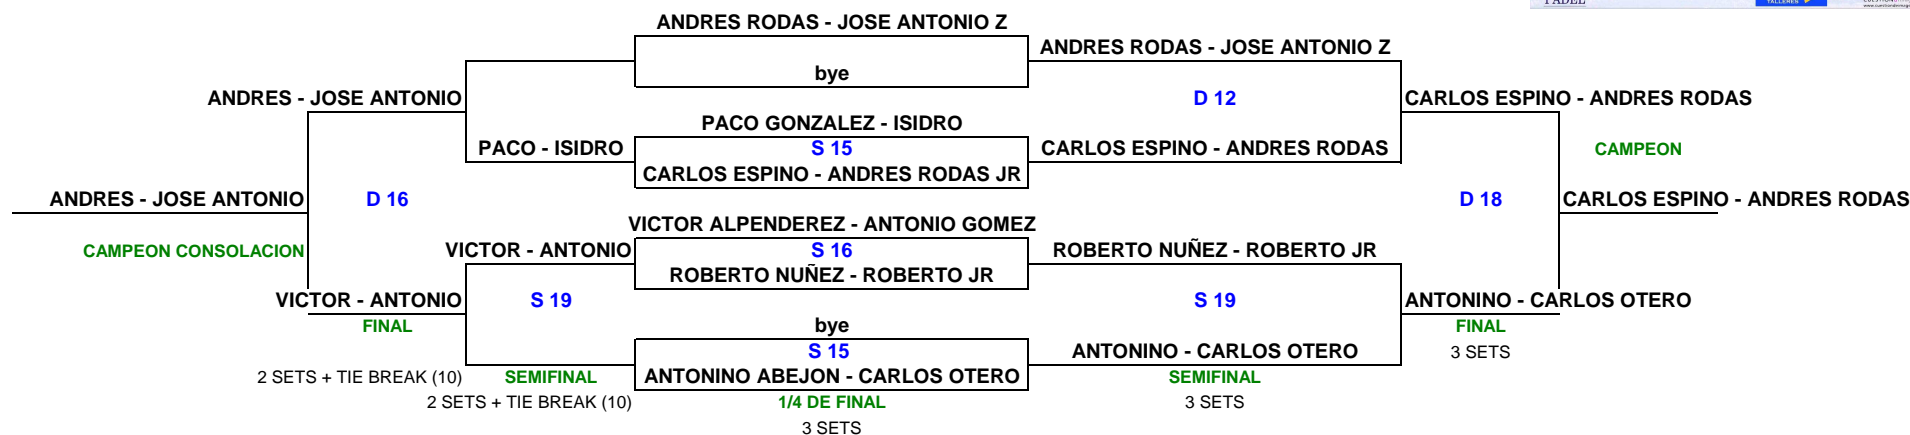 PADEL
TALLERES
ANDRES RODAS - JOSE ANTONIO Z
ANDRES RODAS - JOSE ANTONIO Z
bye
ANDRES - JOSE ANTONIO
D 12
CARLOS ESPINO - ANDRES RODAS
PACO GONZALEZ - ISIDRO
PACO - ISIDRO
S 15
CARLOS ESPINO - ANDRES RODAS
CAMPEON
CARLOS ESPINO - ANDRES RODAS JR
ANDRES - JOSE ANTONIO
D 16
D 18
CARLOS ESPINO - ANDRES RODAS
VICTOR ALPENDEREZ - ANTONIO GOMEZ
CAMPEON CONSOLACION
VICTOR - ANTONIO
S 16
ROBERTO NUÑEZ - ROBERTO JR
ROBERTO NUÑEZ - ROBERTO JR
VICTOR - ANTONIO
S 19
S 19
ANTONINO - CARLOS OTERO
FINAL
bye
FINAL
S 15
ANTONINO - CARLOS OTERO
3 SETS
2 SETS + TIE BREAK (10)
SEMIFINAL
ANTONINO ABEJON - CARLOS OTERO
SEMIFINAL
2 SETS + TIE BREAK (10)
1/4 DE FINAL
3 SETS
3 SETS